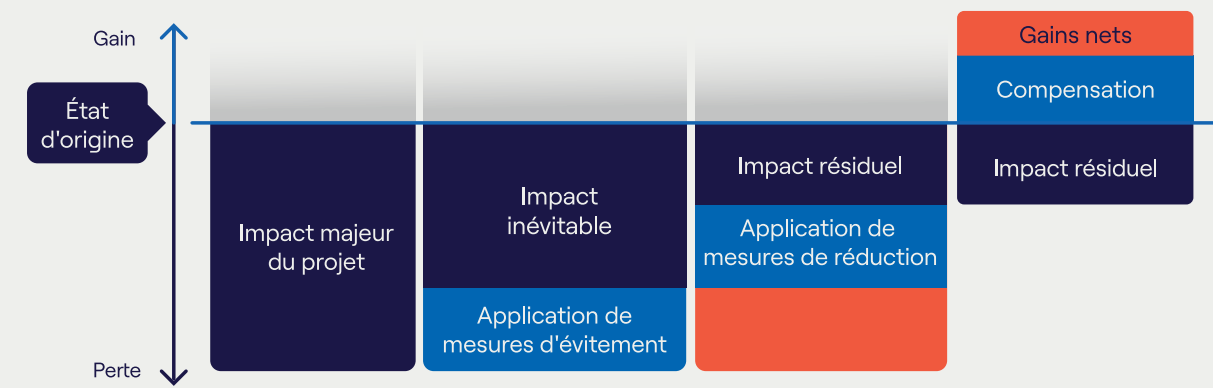 Gain
État
d'origine
Perte
Impact majeur
du projet
Impact
inévitable
Application de
mesures d'évitement
Impact résiduel
Application de
mesures de réduction
Gains nets
Compensation
Impact résiduel